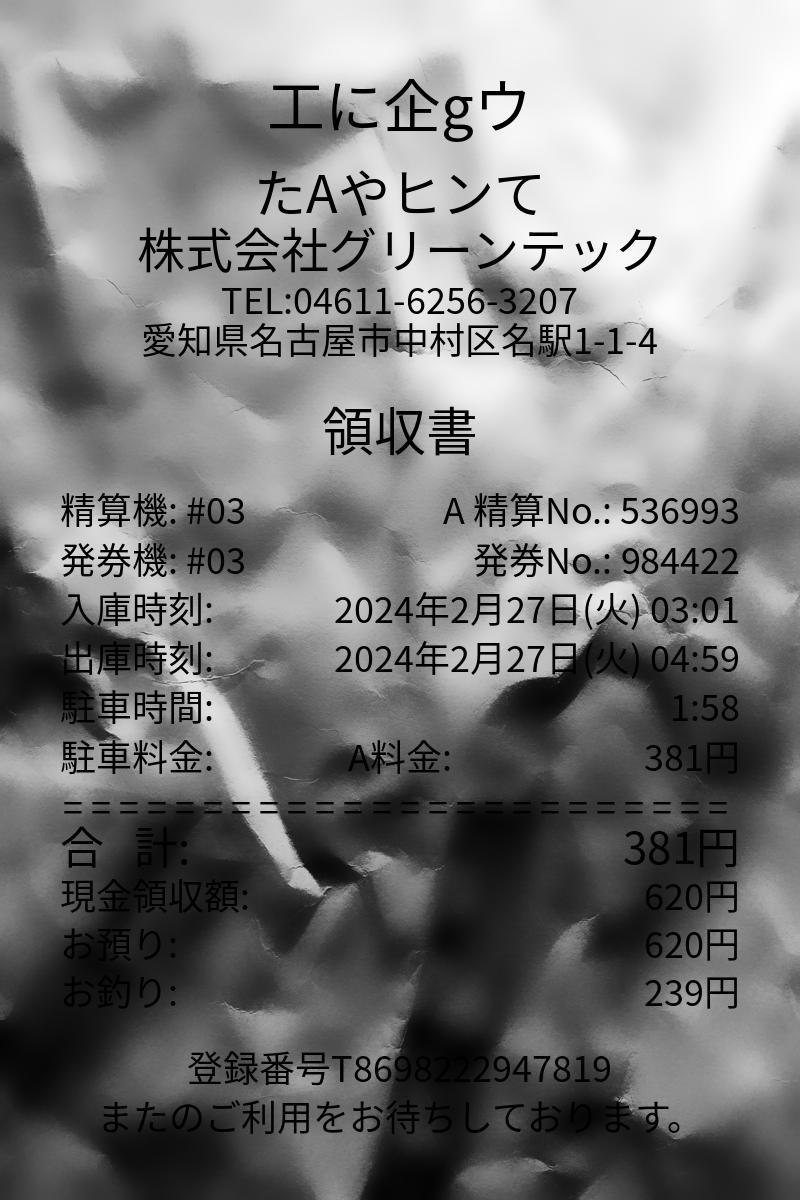 工に企gウ
たAやヒンて
株式会社グリーンテック
TEL:04611-6256-3207
愛知県名古屋市中村区名駅1-1-4
領収書
精算機: #03 A 精算No.: 536993
発券機: #03 発券No.: 984422
入庫時刻: 2024年2月27日(火) 03:01
出庫時刻: 2024年2月27日(火) 04:59
駐車時間: 1:58
駐車料金: A料金: 381円
========================
合 計: 381円
現金領収額: 620円
お預り: 620円
お釣り: 239円
登録番号T8698222947819
またのご利用をお待ちしております。